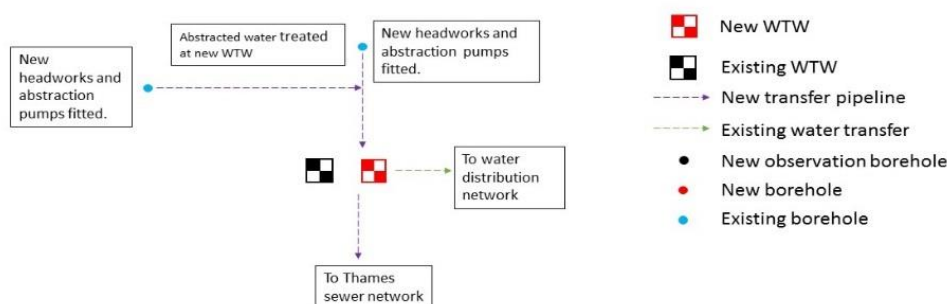 New
headworks and
abstraction
pumps fitted.
Abstracted water treated
at new WTW
New headworks and
abstraction pumps
fitted.
To water
distribution
network
To Thames
sewer network
New WTW
Existing WTW
New transfer pipeline
Existing water transfer
New observation borehole
New borehole
Existing borehole